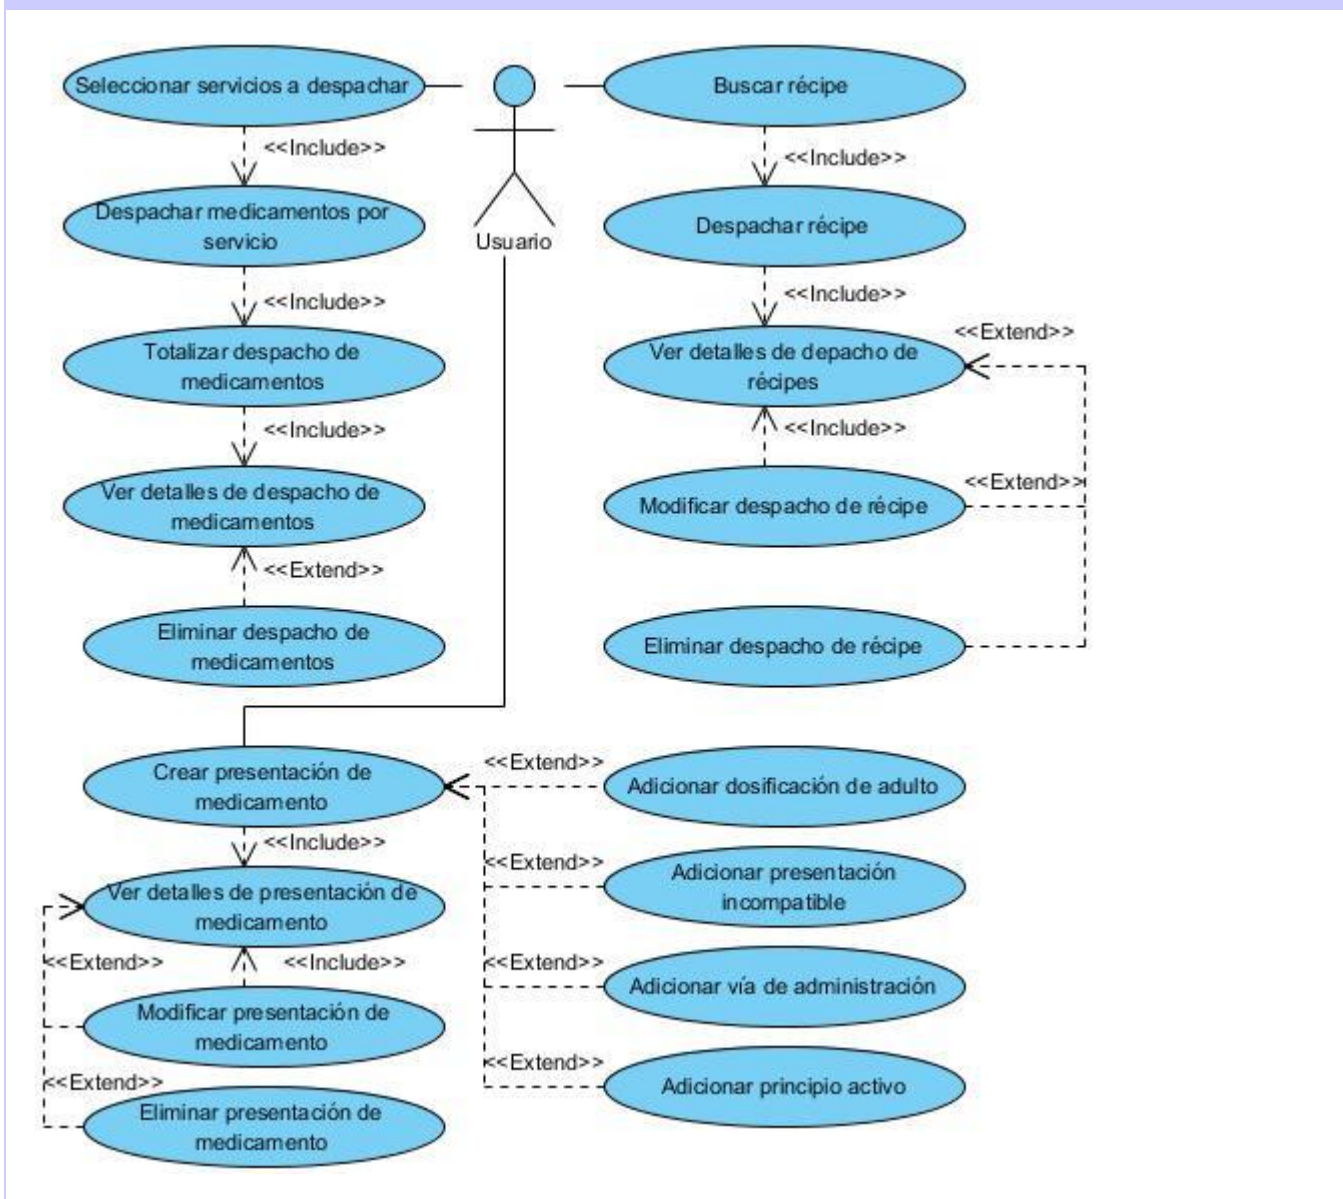 Seleccionar servicios a despachar
Buscar récipe
<<Include>>
<<Include>>
Despachar medicamentos por
servicio
Usuario
Despachar récipe
<<Include>>
<<Include>>
<<Extend>>
Totalizar despacho de
medicamentos
Ver detalles de depacho de
récipes
<<Include>>
<<Include>>
Ver detalles de despacho de
medicamentos
Modificar despacho de récipe
<<Extend>>
<<Extend>>
Eliminar despacho de
medicamentos
Eliminar despacho de récipe
Crear presentación de
medicamento
<<Extend>>
Adicionar dosificación de adulto
<<Include>>
<<Extend>>
Adicionar presentación
incompatible
Ver detalles de presentación de
medicamento
<<Extend>>
<<Include>>
<<Extend>>
Adicionar vía de administración
Modificar presentación de
medicamento
<<Extend>>
<<Extend>>
Adicionar principio activo
Eliminar presentación de
medicamento